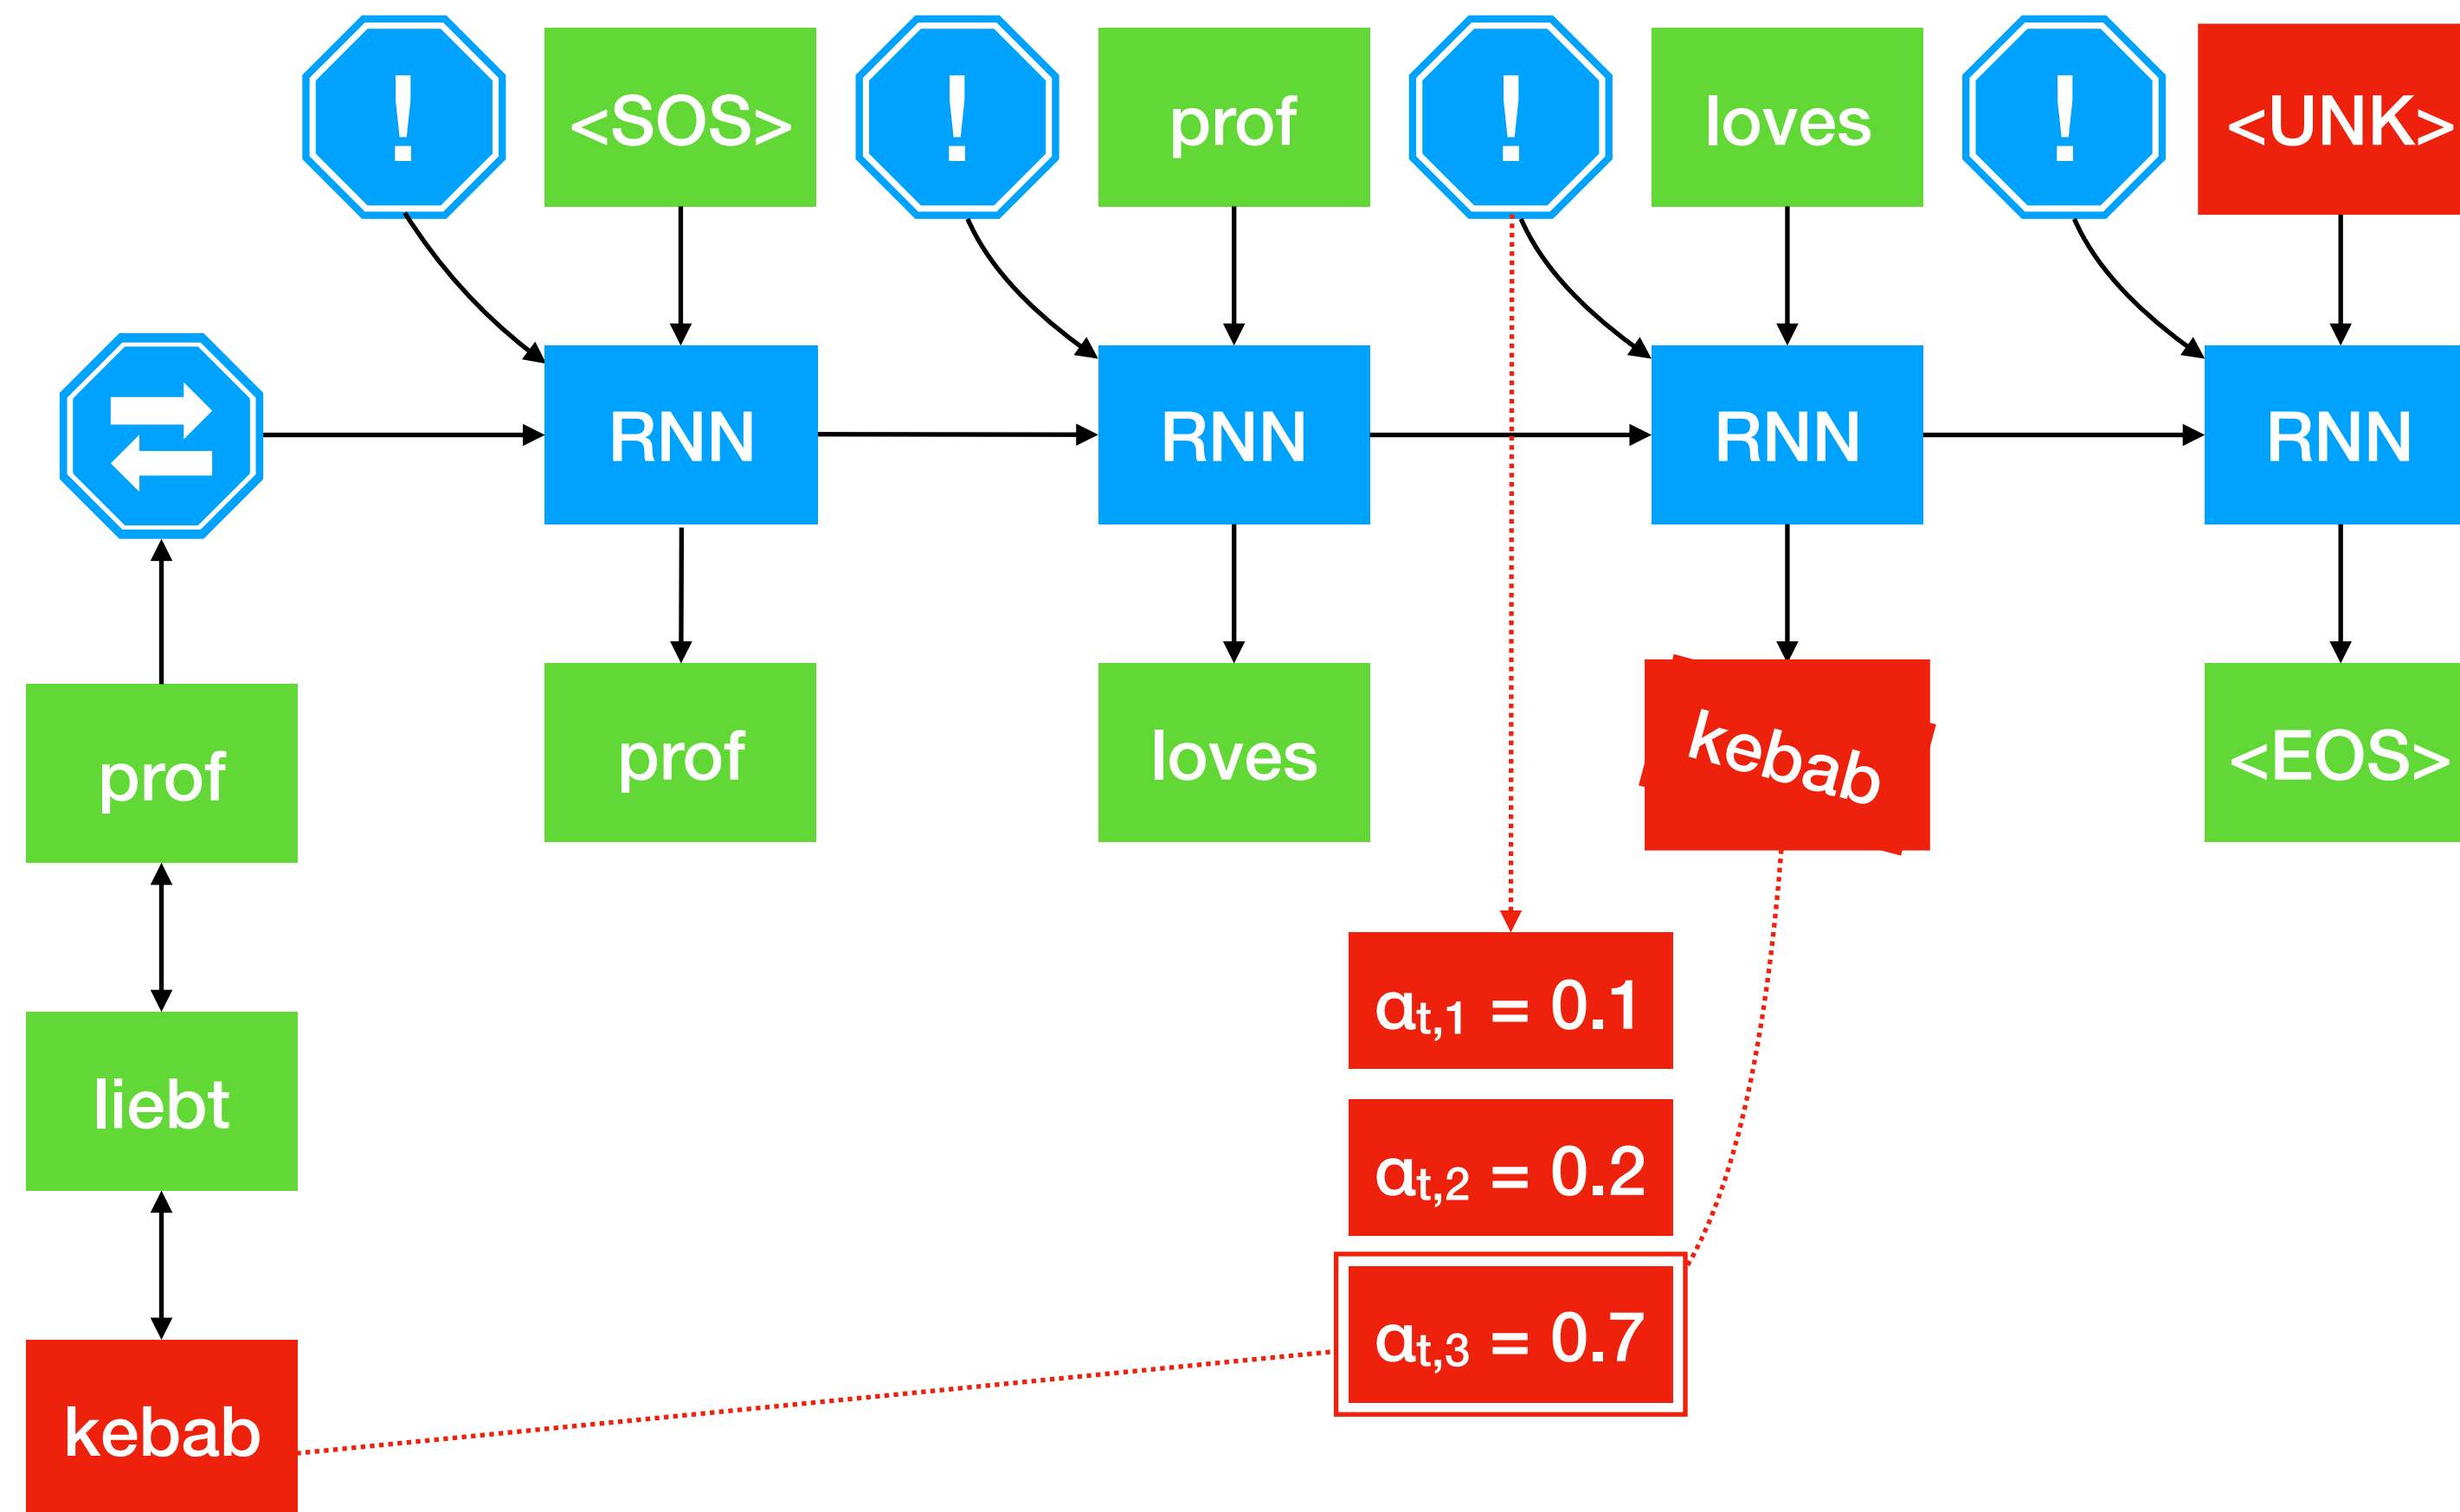 !
<SOS>
!
prof
!
loves
!
<UNK>
RNN
RNN
RNN
RNN
prof
prof
loves
kebab
<EOS>
liebt
kebab
αt,1 = 0.1
αt,2 = 0.2
αt,3 = 0.7